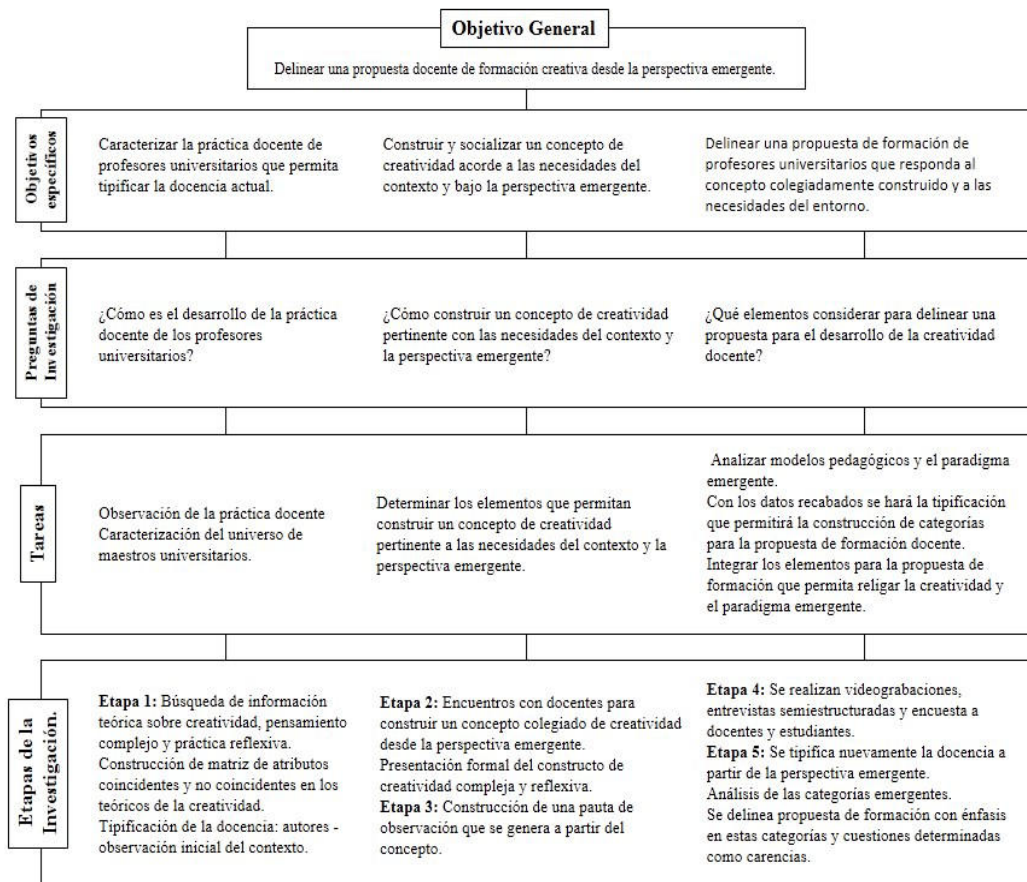 Objetivo General
Delinear una propuesta docente de formación creativa desde la perspectiva emergente.
Objetivos
específicos
Caracterizar la práctica docente de
profesores universitarios que permita
tipificar la docencia actual.
Construir y socializar un concepto de
creatividad acorde a las necesidades del
contexto y bajo la perspectiva emergente.
Delinear una propuesta de formación de
profesores universitarios que responda al
concepto colegiadamente construido y a las
necesidades del entorno.
Preguntas de
Investigación
¿Cómo es el desarrollo de la práctica
docente de los profesores
universitarios?
¿Cómo construir un concepto de creatividad
pertinente con las necesidades del contexto y
la perspectiva emergente?
¿Qué elementos considerar para delinear una
propuesta para el desarrollo de la creatividad
docente?
Tareas
Observación de la práctica docente
Caracterización del universo de
maestros universitarios.
Determinar los elementos que permitan
construir un concepto de creatividad
pertinente a las necesidades del contexto y la
perspectiva emergente.
Analizar modelos pedagógicos y el paradigma
emergente.
Con los datos recabados se hará la tipificación
que permitirá la construcción de categorías
para la propuesta de formación docente.
Integrar los elementos para la propuesta de
formación que permita religar la creatividad y
el paradigma emergente.
Etapas de la
Investigación.
Etapa 1: Búsqueda de información
teórica sobre creatividad, pensamiento
complejo y práctica reflexiva.
Construcción de matriz de atributos
coincidentes y no coincidentes en los
teóricos de la creatividad.
Tipificación de la docencia: autores -
observación inicial del contexto.
Etapa 2: Encuentros con docentes para
construir un concepto colegiado de creatividad
desde la perspectiva emergente.
Presentación formal del constructo de
creatividad compleja y reflexiva.
Etapa 3: Construcción de una pauta de
observación que se genera a partir del
concepto.
Etapa 4: Se realizan videograbaciones,
entrevistas semiestructuradas y encuesta a
docentes y estudiantes.
Etapa 5: Se tipifica nuevamente la docencia a
partir de la perspectiva emergente.
Análisis de las categorías emergentes.
Se delinea propuesta de formación con énfasis
en estas categorías y cuestiones determinadas
como carencias.